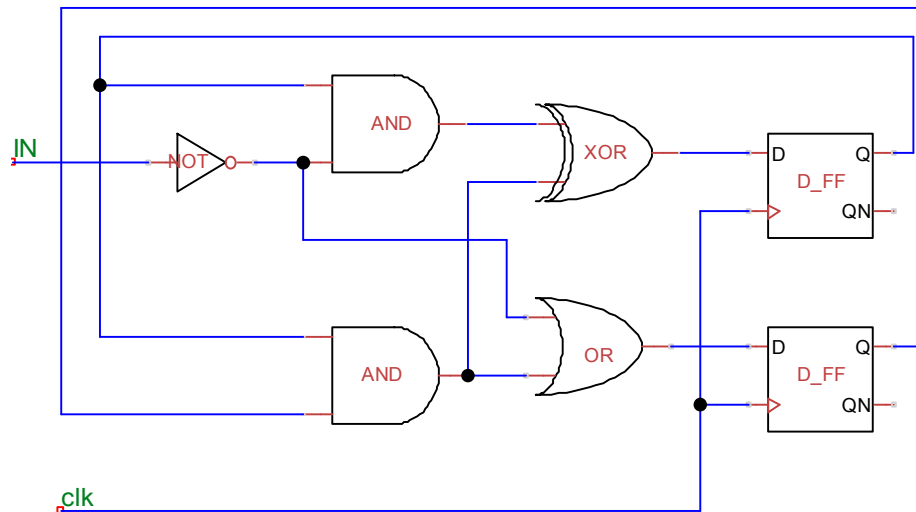 AND
IN
NOT
XOR
D Q
D_FF
QN
AND
OR
D Q
D_FF
QN
clk